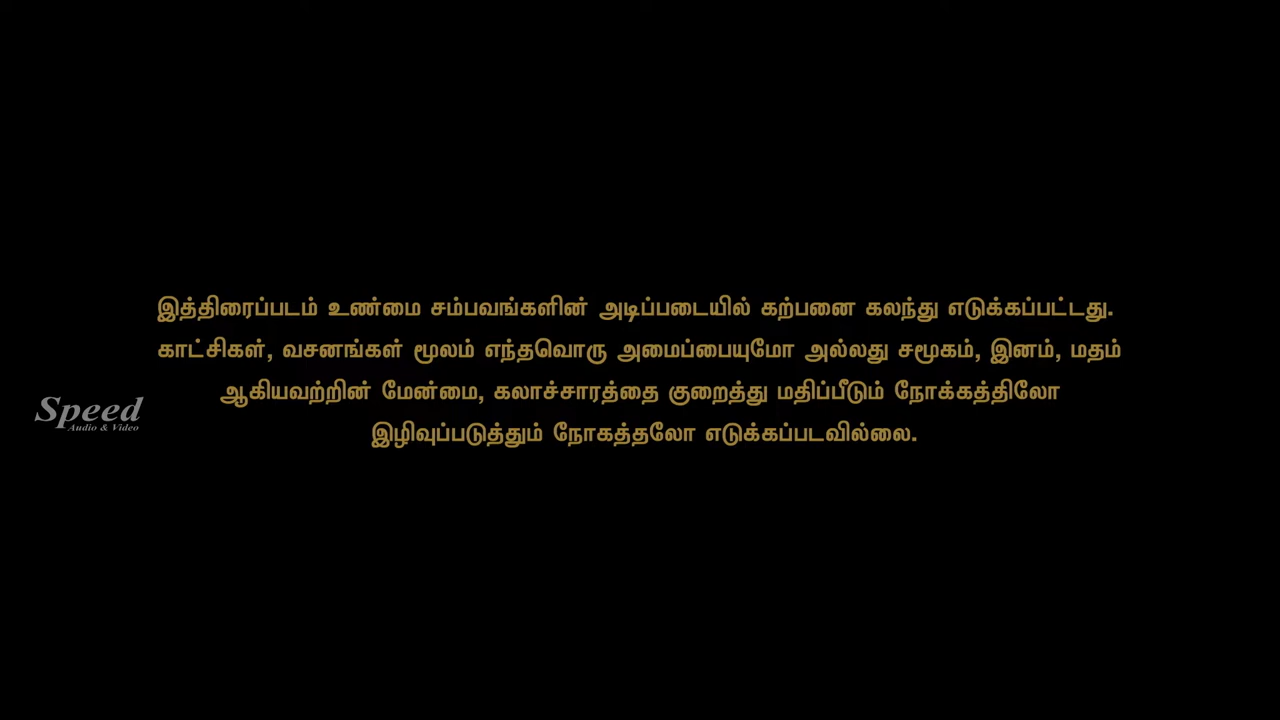 இத்திரைப்படம் உண்மை சம்பவங்களின் அடிப்படையில் கற்பனை கலந்து எடுக்கப்பட்டது.
காட்சிகள், வசனங்கள் மூலம் எந்தவொரு அமைப்பையுமோ அல்லது சமூகம், இனம், மதம்
ஆகியவற்றின் மேன்மை, கலாச்சாரத்தை குறைத்து மதிப்பீடும் நோக்கத்திலோ
இழிவுப்படுத்தும் நோகத்தலோ எடுக்கப்படவில்லை.
Speed
Audio & Video